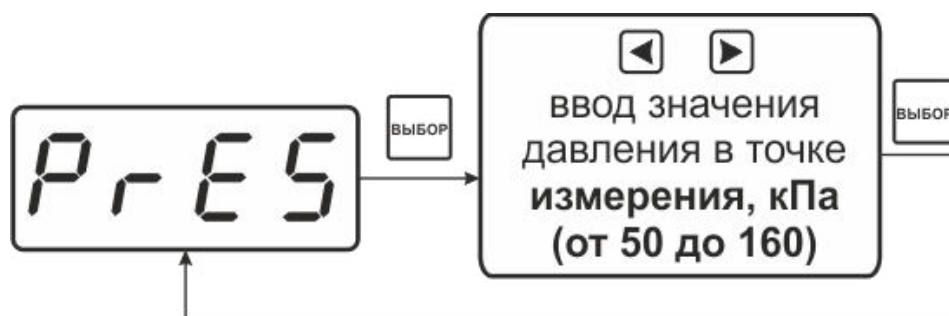 PrES
ВЫБОР
ввод значения
давления в точке
измерения, кПа
(от 50 до 160)
ВЫБОР